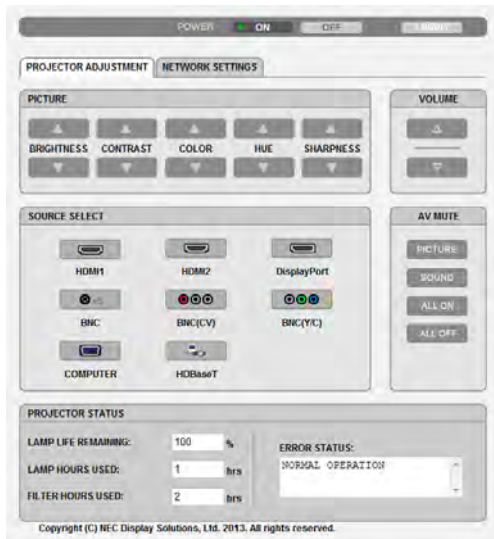 POWER ON OFF
PROJECTOR ADJUSTMENT NETWORK SETTINGS
PICTURE VOLUME
BRIGHTNESS CONTRAST COLOR HUE SHARPNESS
SOURCE SELECT AV MUTE
HDMI1 HDMI2 DisplayPort
PICTURE
SOUND
BNC BNC(CV) BNC(Y/C)
ALL ON
ALL OFF
COMPUTER HDBaseT
PROJECTOR STATUS
LAMP LIFE REMAINING: 100 %
ERROR STATUS:
LAMP HOURS USED: 1 hrs
NORMAL OPERATION
FILTER HOURS USED: 2 hrs
Copyright (C) NEC Display Solutions, Ltd. 2013. All rights reserved.